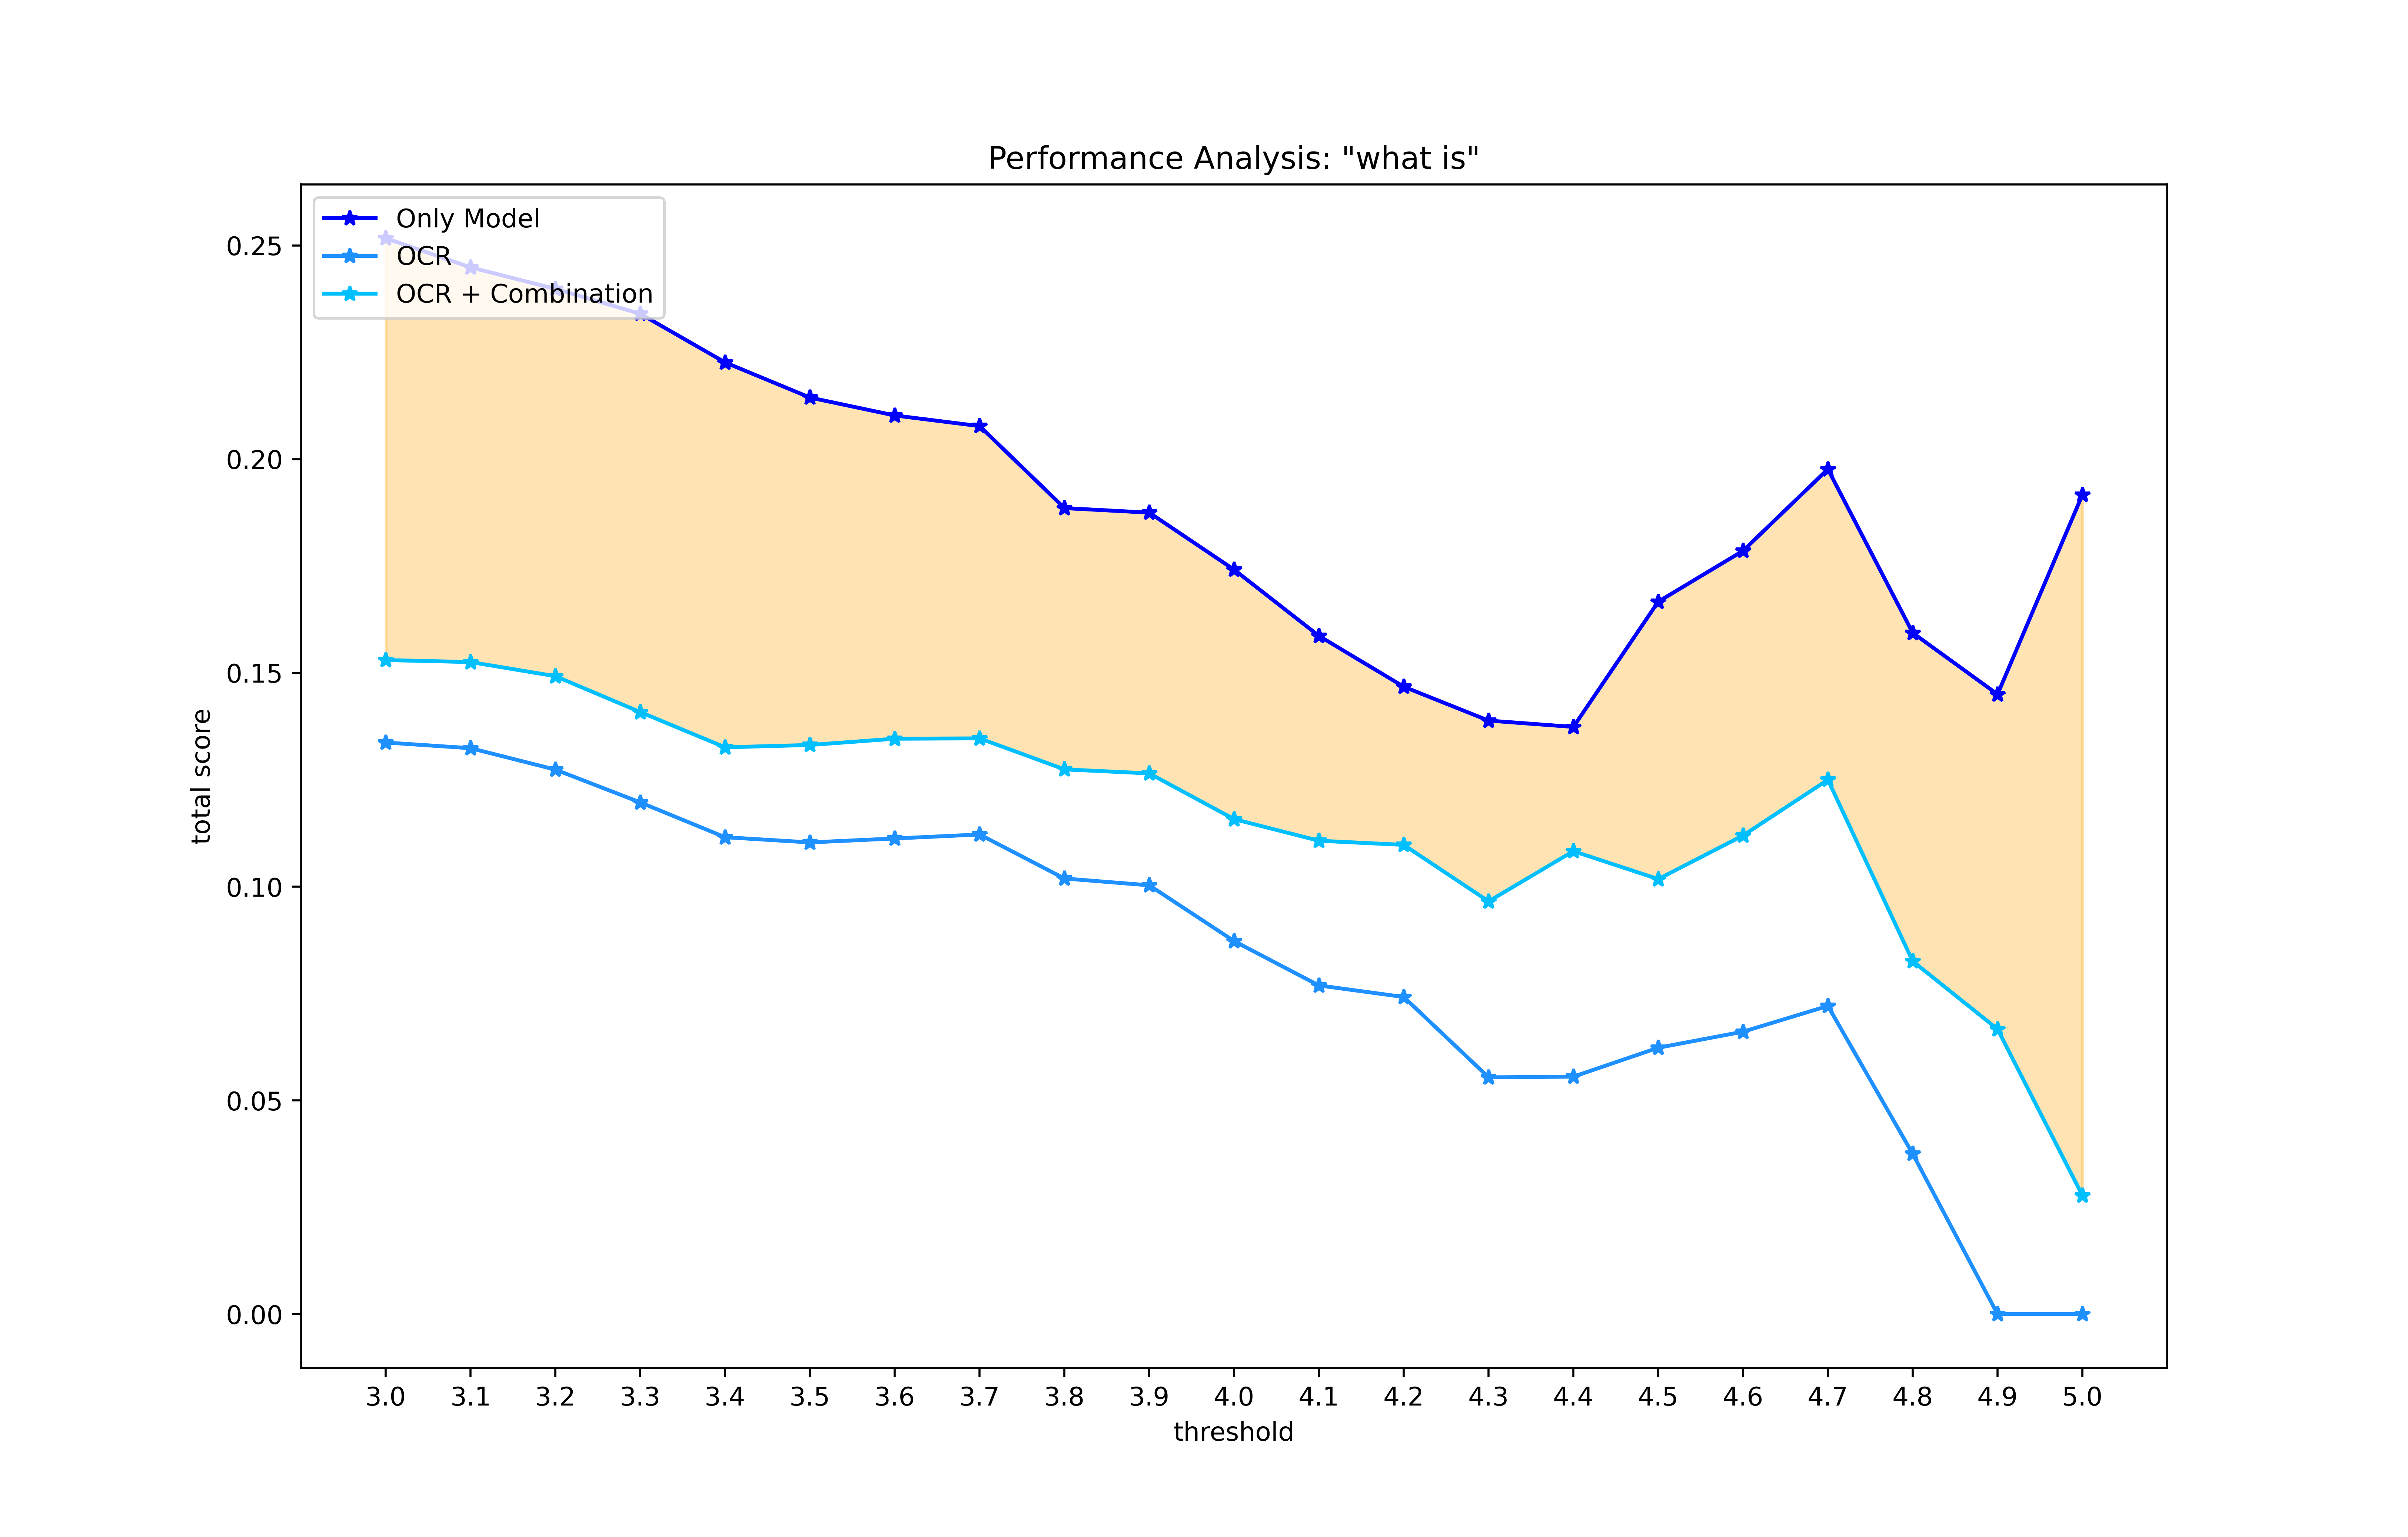 Performance Analysis: "what is"
Only Model
OCR
OCR + Combination
0.25
0.20
0.15
0.10
0.05
0.00
total score
3.0 3.1 3.2 3.3 3.4 3.5 3.6 3.7 3.8 3.9 4.0 4.1 4.2 4.3 4.4 4.5 4.6 4.7 4.8 4.9 5.0
threshold